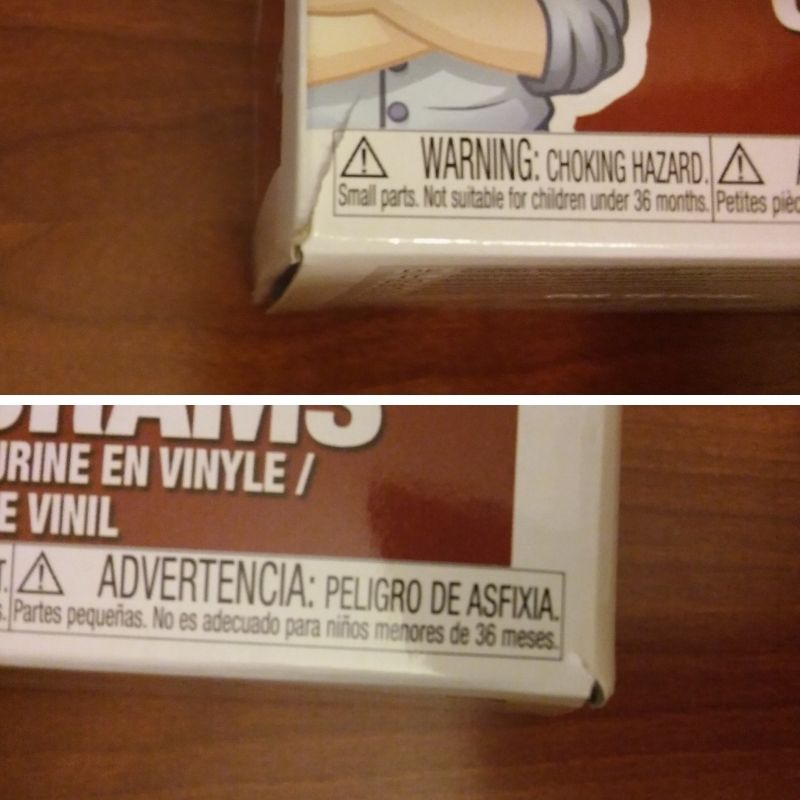 WARNING: CHOKING HAZARD.
Small parts. Not suitable for children under 36 months.
Petites
EN VINYLE /
VINIL
ADVERTENCIA: PELIGRO DE ASFIXIA.
Partes pequeñas. No es adecuado para niños menores de 36 meses.